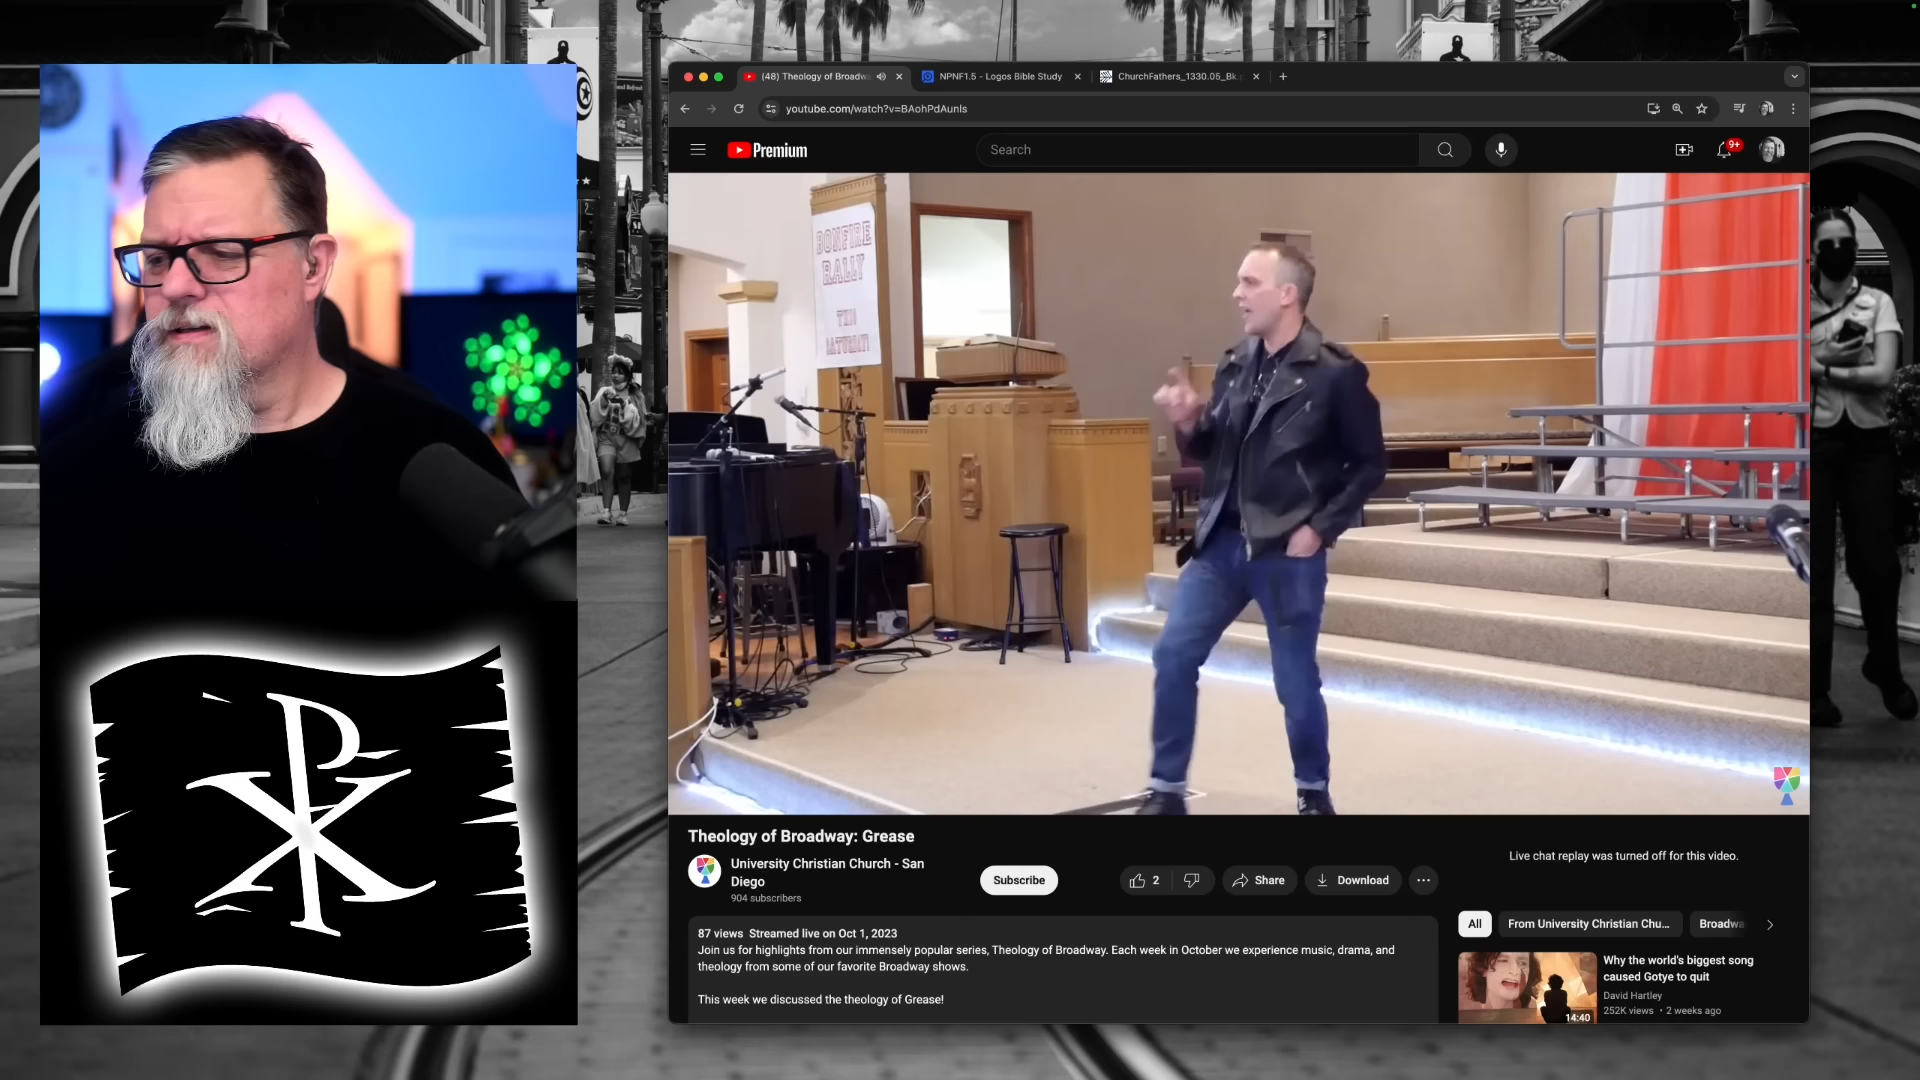 (48) Theology of Broadw
NPNF1.5 - Logos Bible Study
ChurchFathers_1330.05_Bk
youtube.com/watch?v=BAohPdAunls
Premium
Search
9+
BONFIRE
RALLY
THIS
SATURDAY!
Theology of Broadway: Grease
University Christian Church - San
Diego
904 subscribers
Subscribe
2
Share
Download
Live chat replay was turned off for this video.
All
From University Christian Chu...
Broadwa
87 views Streamed live on Oct 1, 2023
Join us for highlights from our immensely popular series, Theology of Broadway. Each week in October we experience music, drama, and
theology from some of our favorite Broadway shows.
This week we discussed the theology of Grease!
Why the world's biggest song
caused Gotye to quit
David Hartley
252K views • 2 weeks ago
14:40